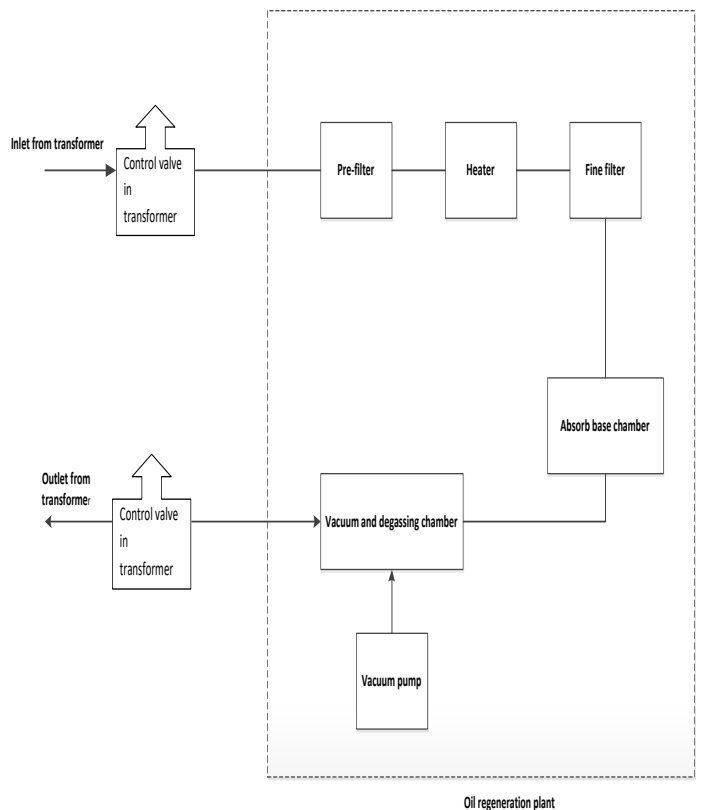 Inlet from transformer
Control valve
in
transformer
Pre-filter
Heater
Fine filter
Absorb base chamber
Outlet from
transformer
Control valve
in
transformer
Vacuum and degassing chamber
Vacuum pump
Oil regeneration plant